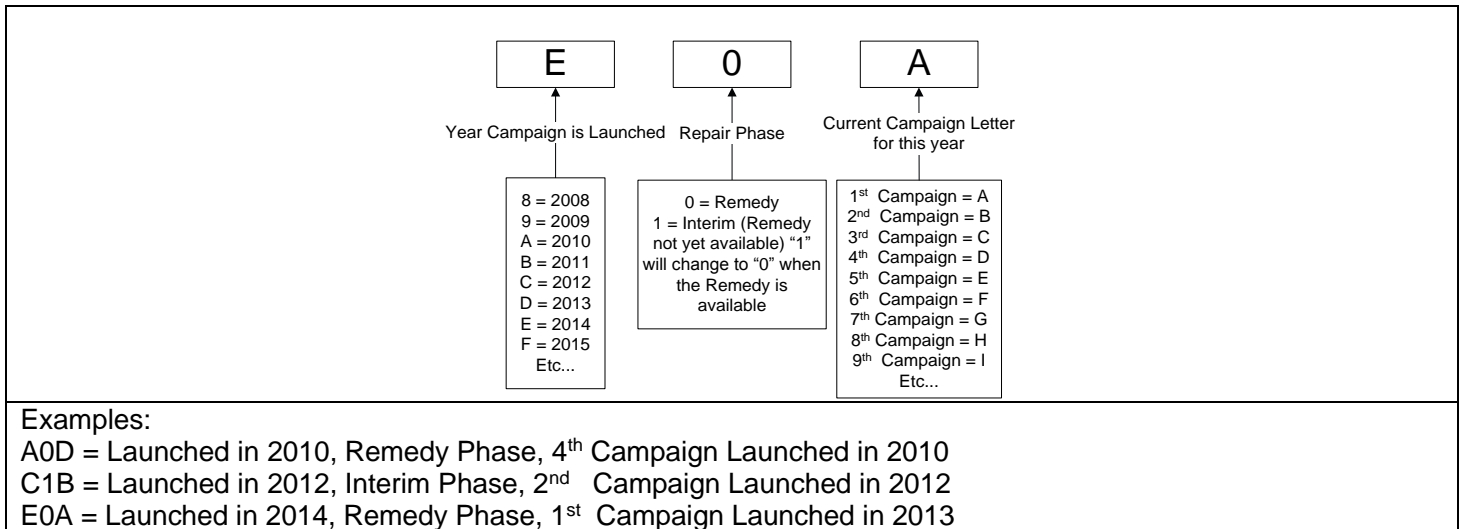 E
0
A
Year Campaign is Launched
Repair Phase
Current Campaign Letter
for this year
8 = 2008
9 = 2009
A = 2010
B = 2011
C = 2012
D = 2013
E = 2014
F = 2015
Etc...
0 = Remedy
1 = Interim (Remedy
not yet available) “1”
will change to “0” when
the Remedy is
available
1st Campaign = A
2nd Campaign = B
3rd Campaign = C
4th Campaign = D
5th Campaign = E
6th Campaign = F
7th Campaign = G
8th Campaign = H
9th Campaign = I
Etc...
Examples:
A0D = Launched in 2010, Remedy Phase, 4th Campaign Launched in 2010
C1B = Launched in 2012, Interim Phase, 2nd Campaign Launched in 2012
E0A = Launched in 2014, Remedy Phase, 1st Campaign Launched in 2013